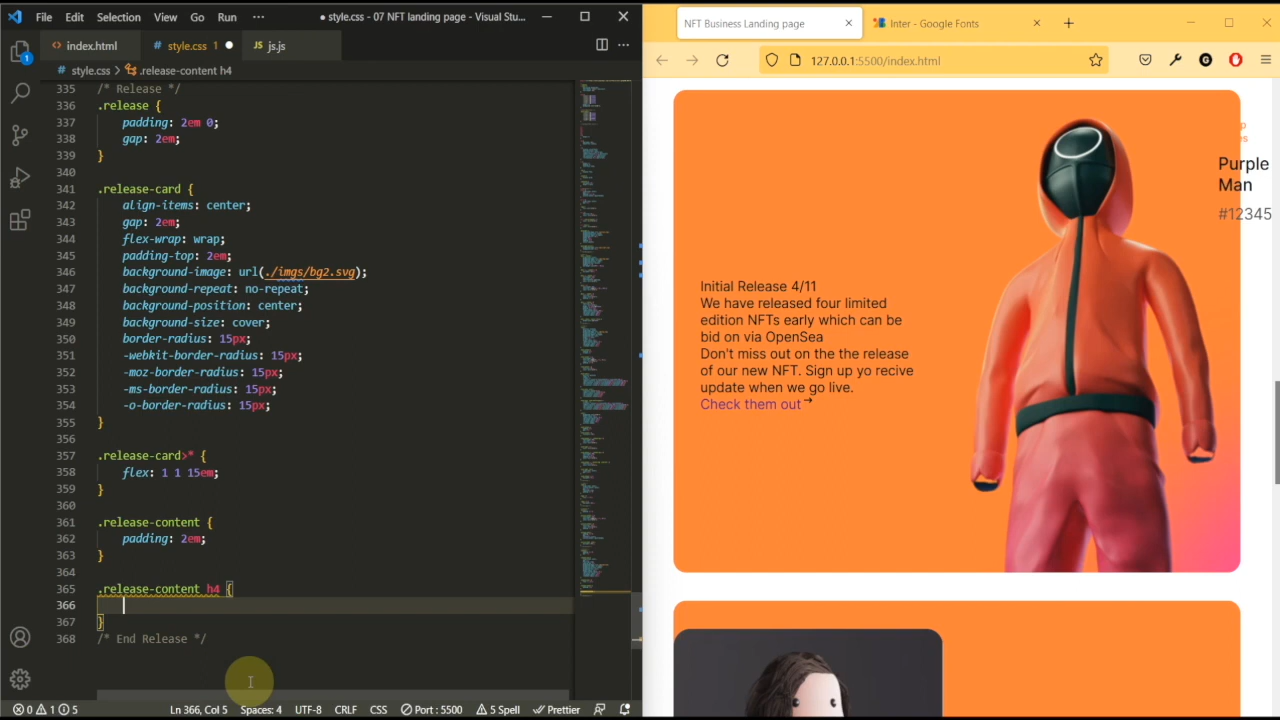 File Edit Selection View Go Run ··· ● style.css - 07 NFT landing page - Visual Stu...
index.html style.css 1 js.js
style.css > .release-content h4
335 /* Release */
336 .release {
337 padding: 2em 0;
338 gap: 2em;
339 }
340
341 .release-card {
342 align-items: center;
343 gap: 2em;
344 flex-wrap: wrap;
345 padding-top: 2em;
346 background-image: url(./imgs/bg2.svg);
347 background-repeat: no-repeat;
348 background-position: center;
349 background-size: cover;
350 border-radius: 15px;
351 -webkit-border-radius: 15px;
352 -moz-border-radius: 15px;
353 -ms-border-radius: 15px;
354 -o-border-radius: 15px;
355 }
356
357 .release-card>* {
358 flex: 1 1 15em;
359 }
360
361 .release-content {
362 padding: 2em;
363 }
364
365 .release-content h4 {
366
367 }
368 /* End Release */
1
0 1 5 Ln 366, Col 5 Spaces: 4 UTF-8 CRLF CSS Port : 5500 5 Spell Prettier
NFT Business Landing page Inter - Google Fonts
127.0.0.1:5500/index.html
Initial Release 4/11
We have released four limited
edition NFTs early which can be
bid on via OpenSea
Don't miss out on the the release
of our new NFT. Sign up yo recive
update when we go live.
Check them out →
Purple
Man
#12345